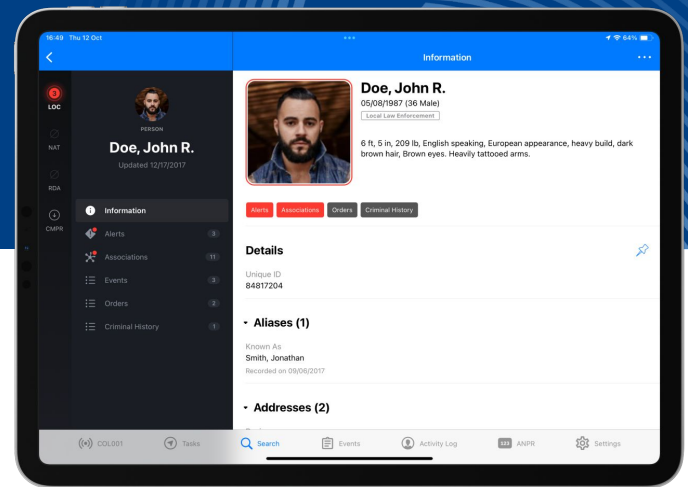 16:49 Thu 12 Oct
64%
Information
3
LOC
NAT
RDA
CMPR
PERSON
Doe, John R.
Updated 12/17/2017
Information
Alerts 3
Associations 11
Events 3
Orders 2
Criminal History 1
Doe, John R.
05/08/1987 (36 Male)
Local Law Enforcement
6 ft, 5 in, 209 lb, English speaking, European appearance, heavy build, dark
brown hair, Brown eyes. Heavily tattooed arms.
Alerts Associations Orders Criminal History
Details
Unique ID
84817204
Aliases (1)
Known As
Smith, Jonathan
Recorded on 09/06/2017
Addresses (2)
COL001 Tasks Search Events Activity Log 123 ANPR Settings